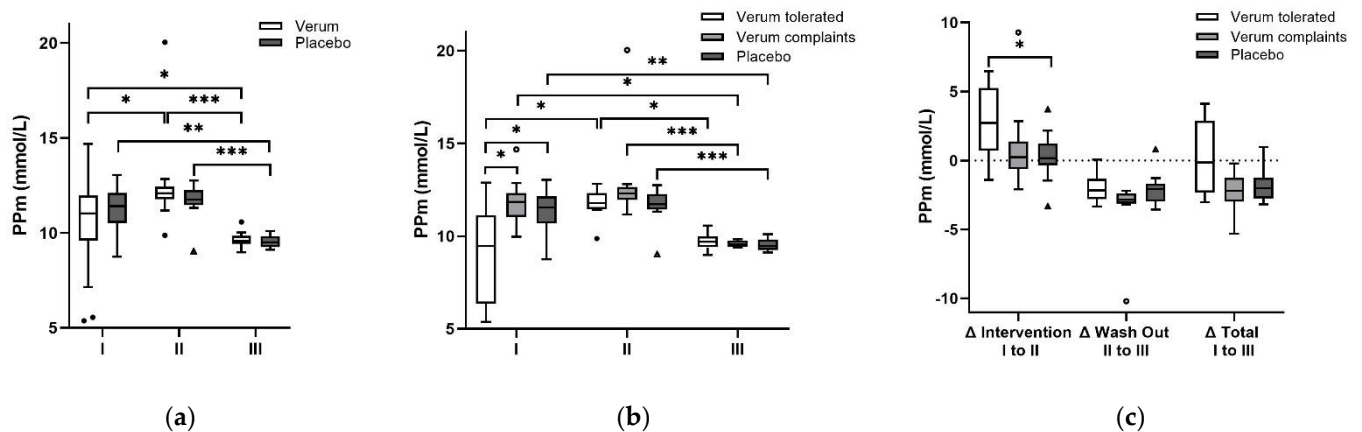 Verum
Placebo
PPm (mmol/L)
20
15
10
5
*
*
***
**
***
I
II
III
(a)
Verum tolerated
Verum complaints
Placebo
PPm (mmol/L)
20
15
10
5
**
*
*
*
*
***
*
***
I
II
III
(b)
Verum tolerated
Verum complaints
Placebo
PPm (mmol/L)
10
5
0
-5
-10
*
Δ Intervention
I to II
Δ Wash Out
II to III
Δ Total
I to III
(c)